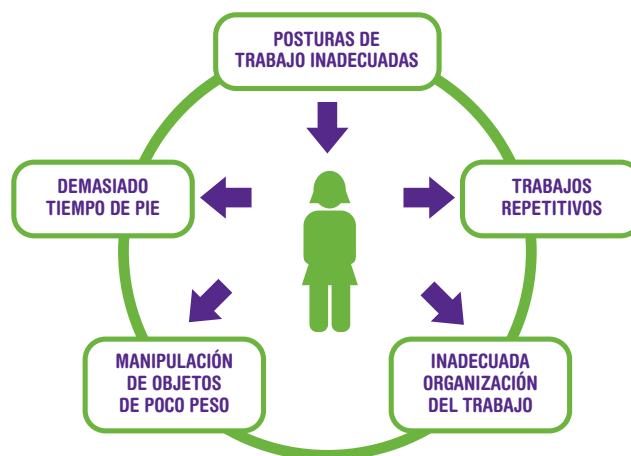 POSTURAS DE
TRABAJO INADECUADAS
DEMASIADO
TIEMPO DE PIE
TRABAJOS
REPETITIVOS
MANIPULACIÓN
DE OBJETOS
DE POCO PESO
INADECUADA
ORGANIZACIÓN
DEL TRABAJO